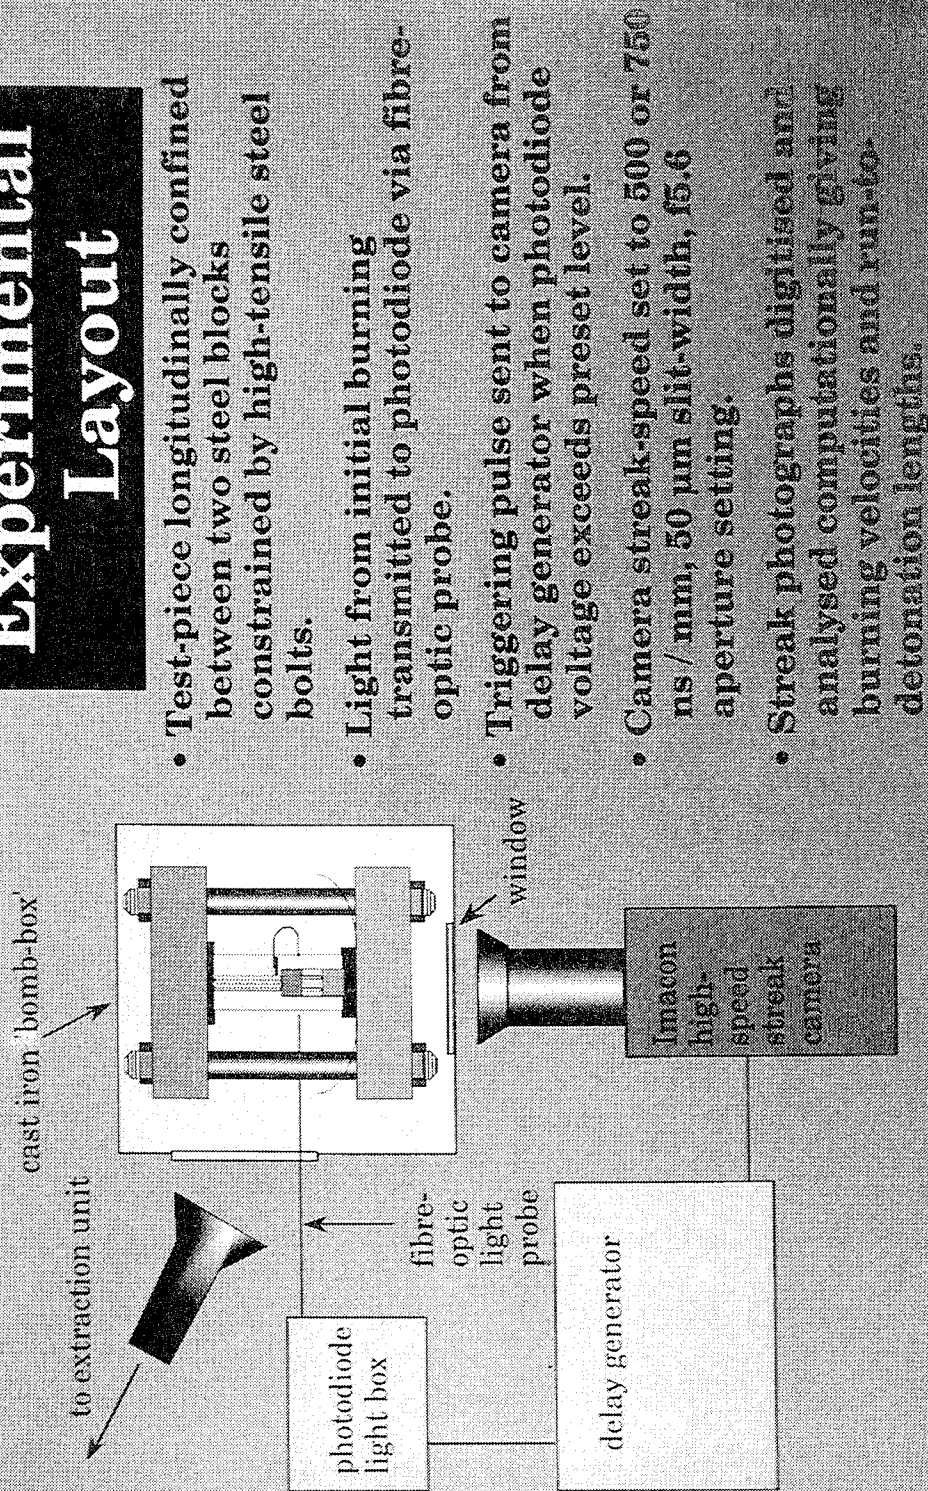 Experimental
Layout
• Test-piece longitudinally confined
between two steel blocks
constrained by high-tensile steel
bolts.
• Light from initial burning
transmitted to photodiode via fibre-
optic probe.
• Triggering pulse sent to camera from
delay generator when photodiode
voltage exceeds preset level.
• Camera streak-speed set to 500 or 750
ns / mm, 50 μm slit-width, f5.6
aperture setting.
• Streak photographs digitised and
analysed computationally giving
burning velocities and run-to-
detonation lengths.
cast iron 'bomb-box'
to extraction unit
window
fibre-
optic
light
probe
photodiode
light box
delay generator
Imacon
high-
speed
streak
camera